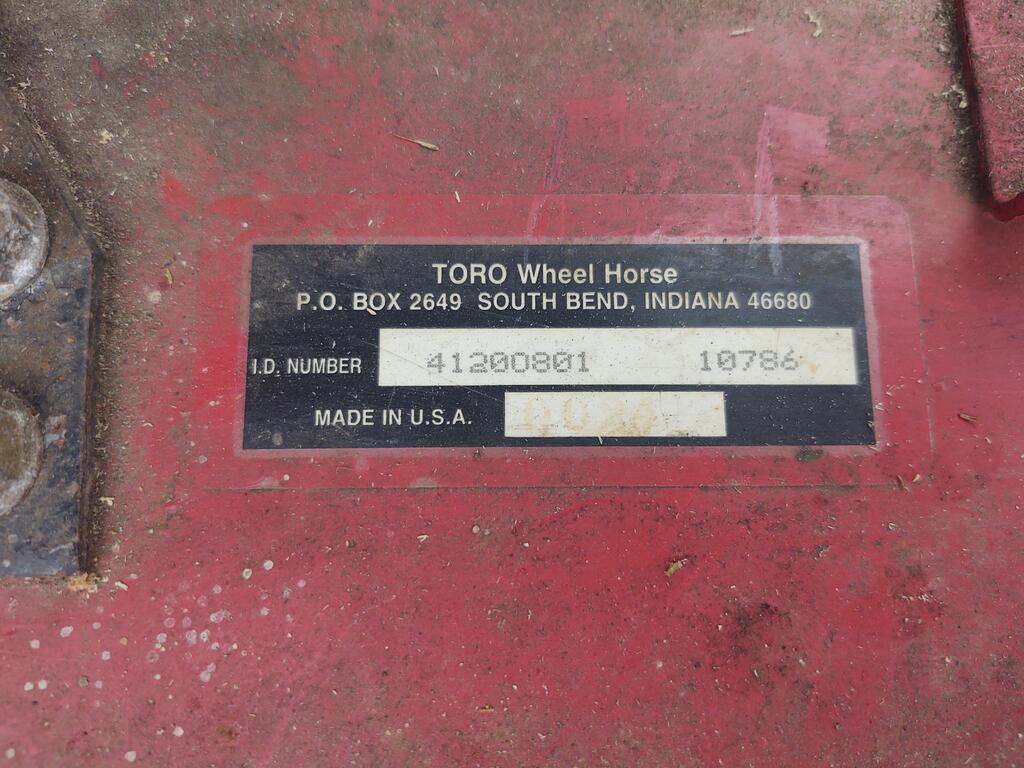 TORO Wheel Horse
P.O. BOX 2649 SOUTH BEND, INDIANA 46680
I.D. NUMBER 41200801 10786
MADE IN U.S.A.